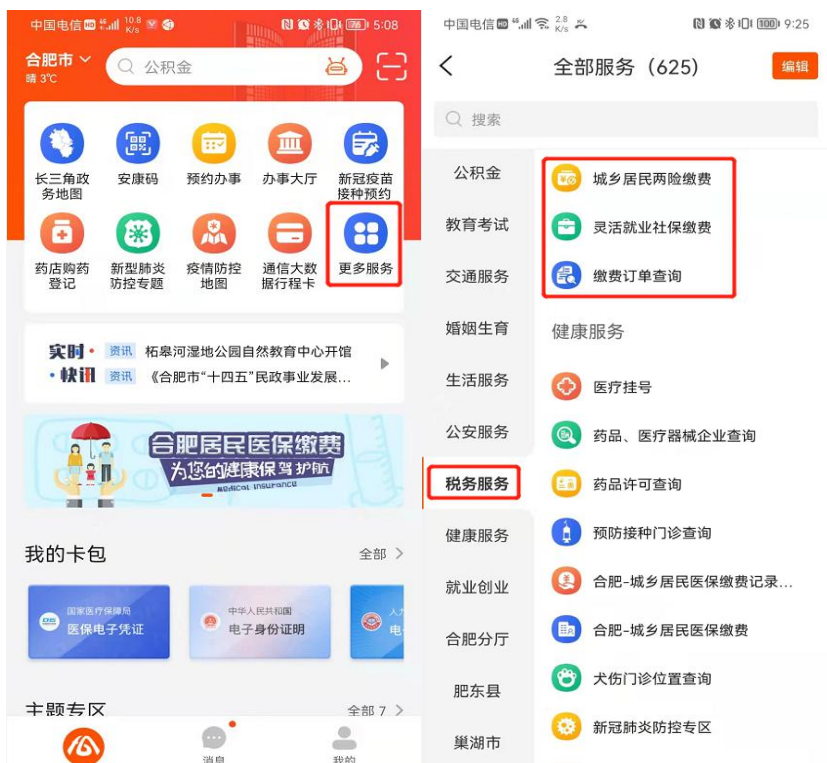 中国电信 HD 4G 10.8 K/s 76 5:08
合肥市
晴 3℃
公积金
长三角政务地图
安康码
预约办事
办事大厅
新冠疫苗接种预约
药店购药登记
新型肺炎防控专题
疫情防控地图
通信大数据行程卡
更多服务
实时·
·快讯
资讯 柘皋河湿地公园自然教育中心开馆
资讯 《合肥市“十四五”民政事业发展...
合肥居民医保缴费
为您的健康保驾护航
Medical insurance
我的卡包
全部 >
国家医疗保障局
医保电子凭证
中华人民共和国
电子身份证明
人力
电
主题专区
全部 7 >
消息
我的
中国电信 HD 2.8 K/s 100 9:25
全部服务（625）
编辑
搜索
公积金
教育考试
交通服务
婚姻生育
生活服务
公安服务
税务服务
健康服务
就业创业
合肥分厅
肥东县
巢湖市
城乡居民两险缴费
灵活就业社保缴费
缴费订单查询
健康服务
医疗挂号
药品、医疗器械企业查询
药品许可查询
预防接种门诊查询
合肥-城乡居民医保缴费记录...
合肥-城乡居民医保缴费
犬伤门诊位置查询
新冠肺炎防控专区